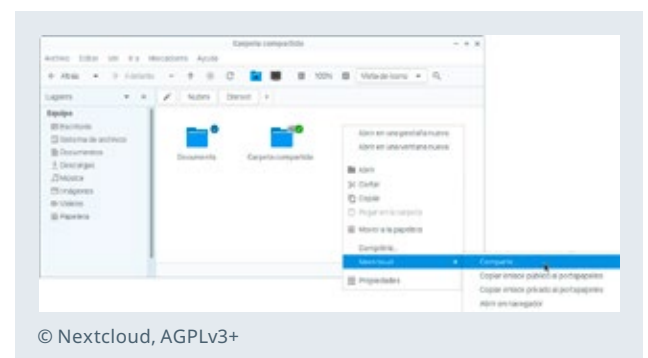 Carpeta compartida
Archivo Editar Ver Ir a Marcadores Ayuda
Atrás Adelante 100% Vista de icono
Lugares Nubes Disroot
Equipo
Escritorio
Sistema de archivos
Documentos
Descargas
Música
Imágenes
Vídeos
Papelera
Documents
Carpeta compartida
Abrir en una pestaña nueva
Abrir en una ventana nueva
Abrir
Cortar
Copiar
Pegar en la carpeta
Mover a la papelera
Comprimir...
Nextcloud
Propiedades
Compartir
Copiar enlace público al portapapeles
Copiar enlace privado al portapapeles
Abrir en navegador
© Nextcloud, AGPLv3+